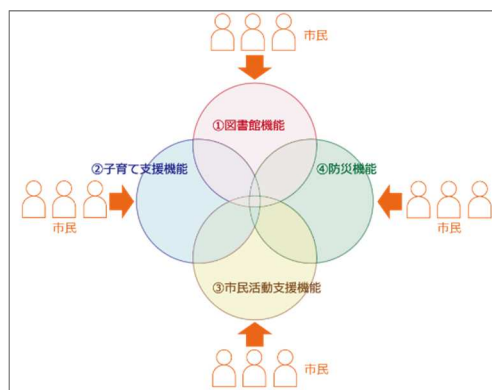 市民
①図書館機能
②子育て支援機能
④防災機能
市民
市民
③市民活動支援機能
市民